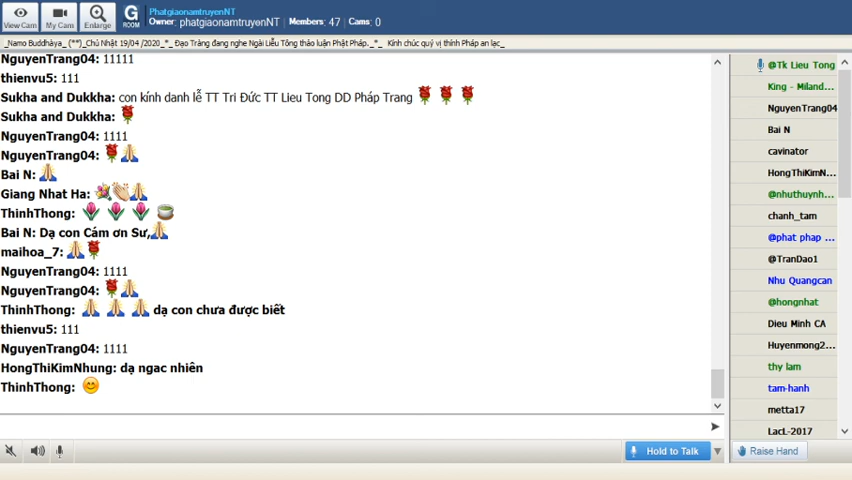 View Cam
My Cam
Enlarge
G
ROOM
PhatgiaonamtruyenNT
Owner: phatgiaonamtruyenNT Members: 47 Cams: 0
_Namo Buddhàya_ (**)_Chủ Nhật 19/04 /2020_*_ Đạo Tràng đang nghe Ngài Liễu Tông thảo luận Phật Pháp._*_ Kính chúc quý vị thính Pháp an lạc_
NguyenTrang04: 11111
thienvu5: 111
Sukha and Dukkha: con kính danh lễ TT Tri Đức TT Lieu Tong DD Pháp Trang
Sukha and Dukkha:
NguyenTrang04: 1111
NguyenTrang04:
Bai N:
Giang Nhat Ha:
ThinhThong:
Bai N: Dạ con Cám ơn Sư,
maihoa_7:
NguyenTrang04: 1111
NguyenTrang04:
ThinhThong: dạ con chưa được biết
thienvu5: 111
NguyenTrang04: 1111
HongThiKimNhung: dạ ngac nhiên
ThinhThong:
Hold to Talk
@Tk Lieu Tong
King - Miland...
NguyenTrang04
Bai N
cavinator
HongThiKimN...
@nhuthuynh...
chanh_tam
@phat phap ...
@TranDao1
Nhu Quangcan
@hongnhat
Dieu Minh CA
Huyenmong2...
thy lam
tam-hanh
metta17
LacL-2017
Raise Hand